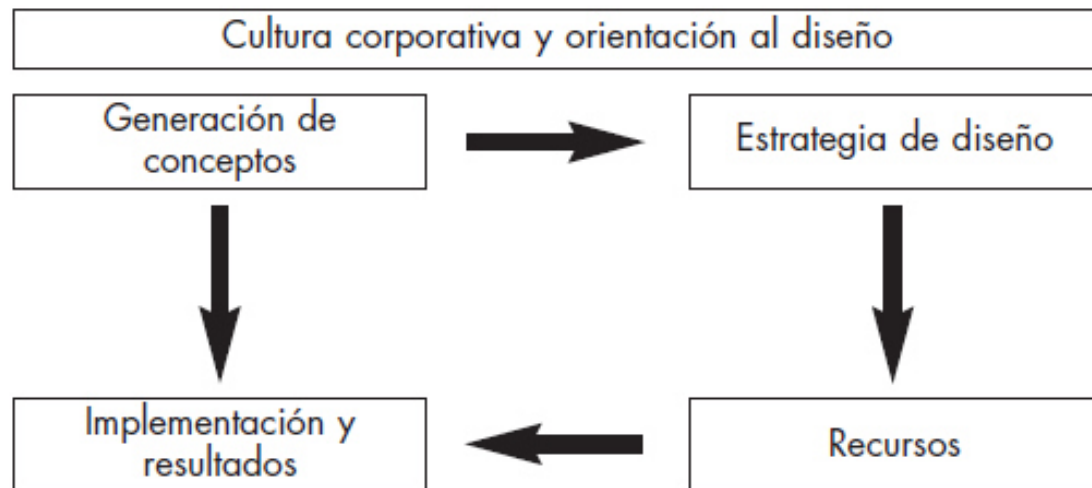 Cultura corporativa y orientación al diseño
Generación de
conceptos
Estrategia de diseño
Implementación y
resultados
Recursos